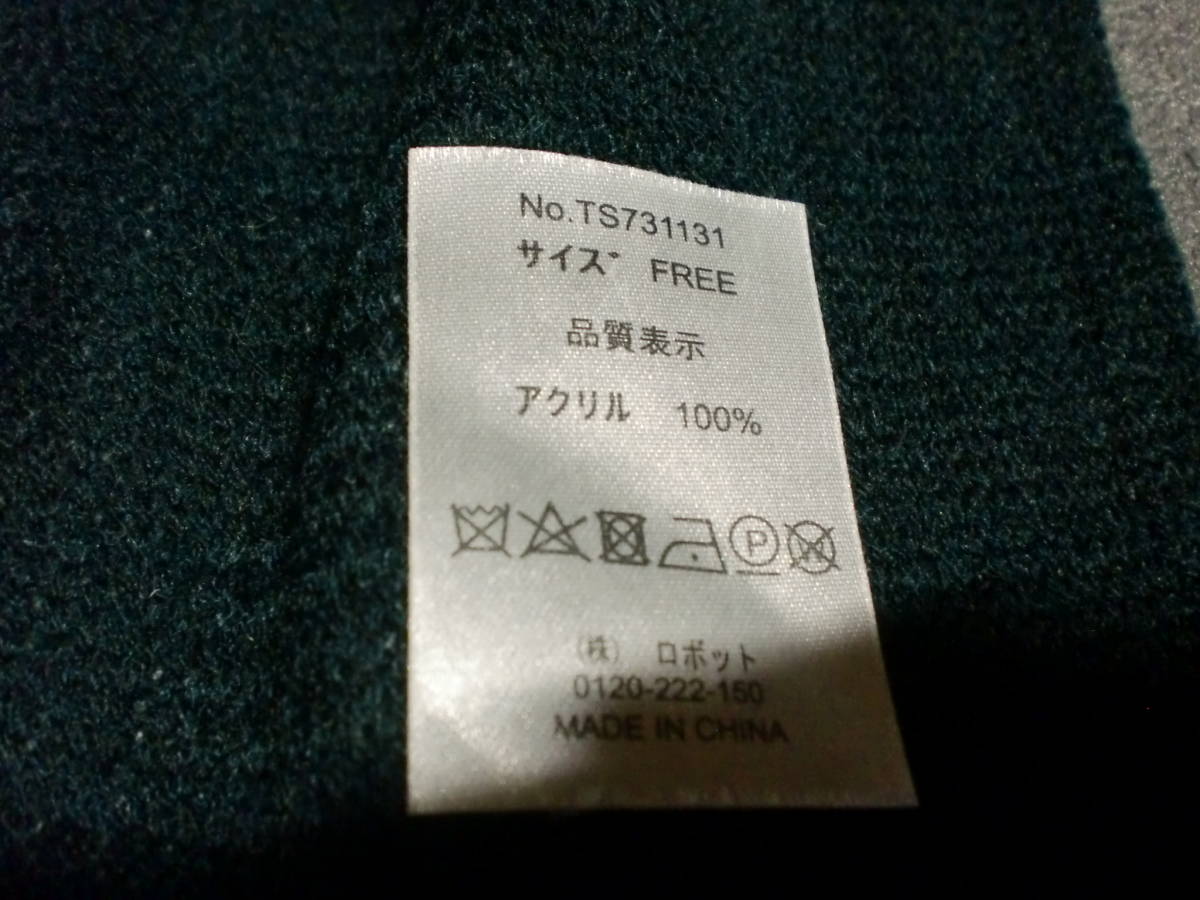 No.TS731131
サイズ FREE
品質表示
アクリル 100%
P W
(株) ロボット
0120-222-150
MADE IN CHINA